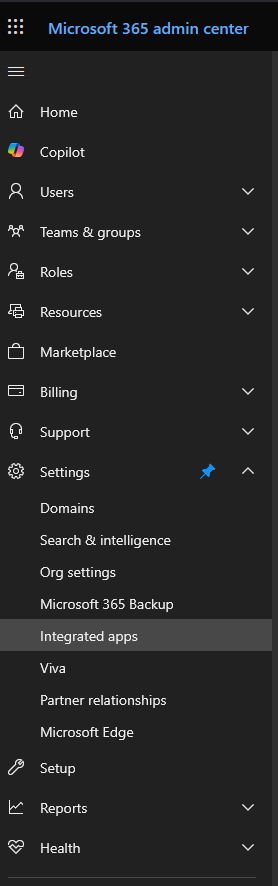 Microsoft 365 admin center
Home
Copilot
Users
Teams & groups
Roles
Resources
Marketplace
Billing
Support
Settings
Domains
Search & intelligence
Org settings
Microsoft 365 Backup
Integrated apps
Viva
Partner relationships
Microsoft Edge
Setup
Reports
Health